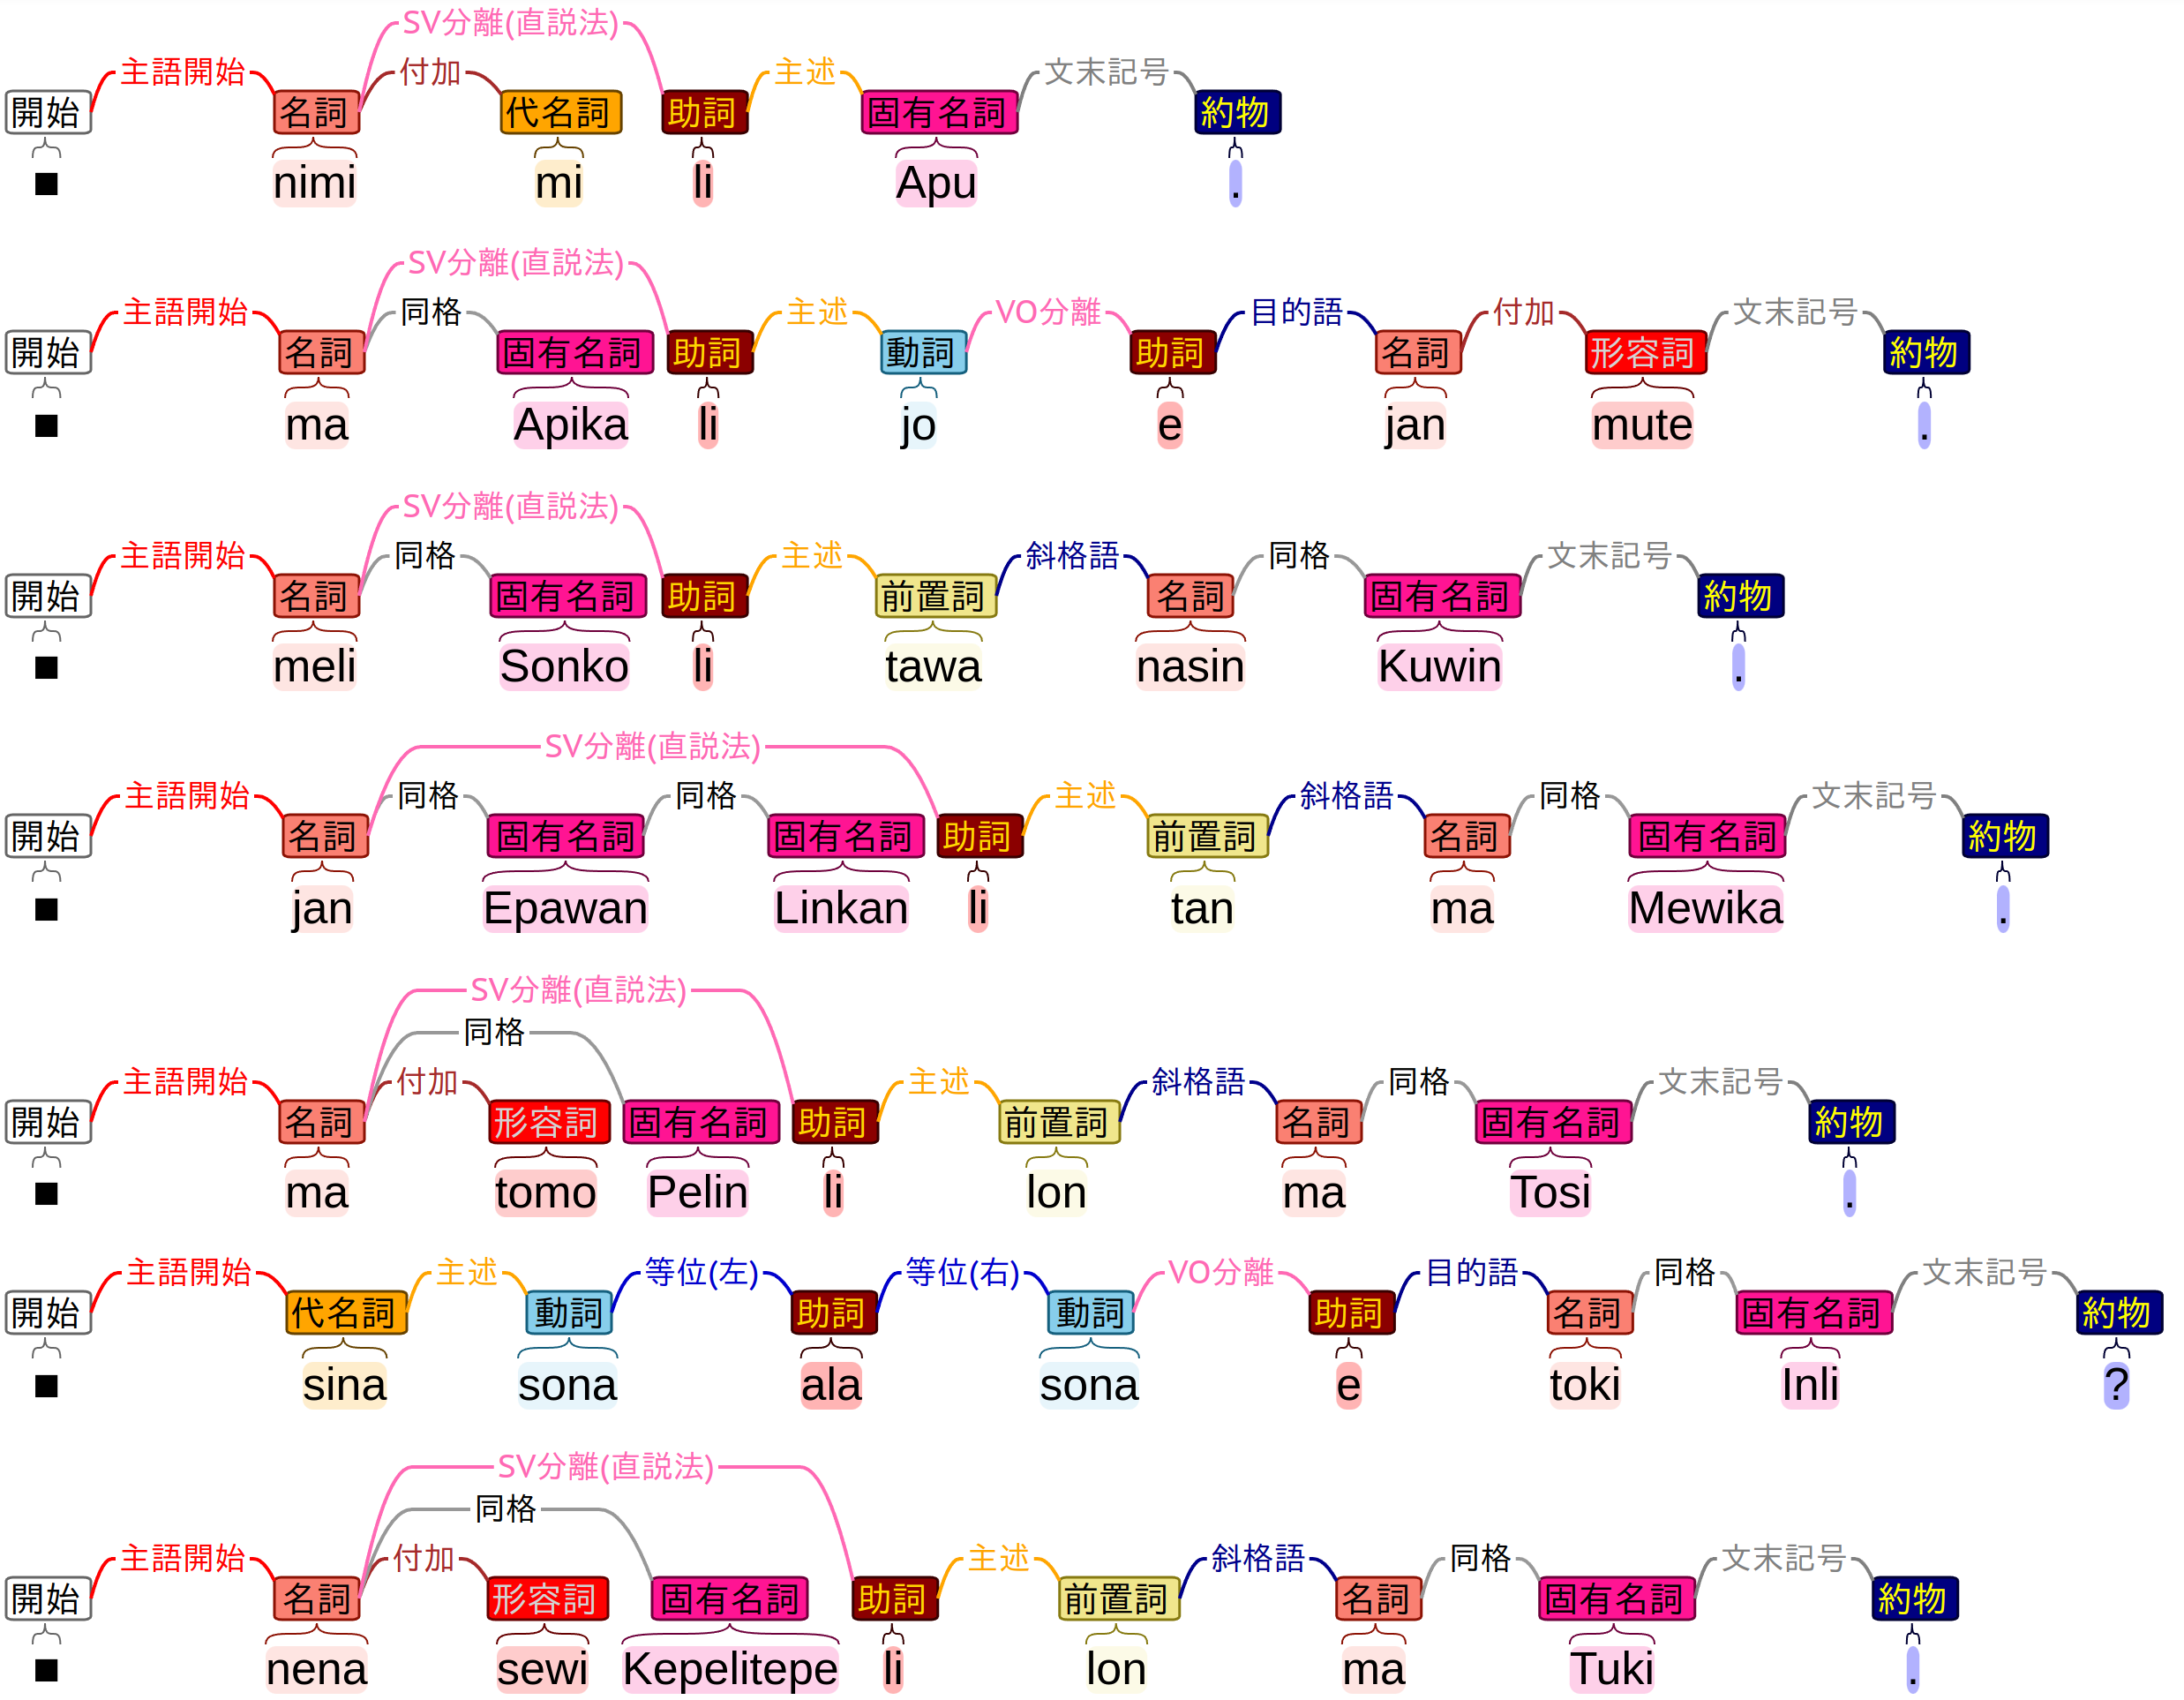 SV分離(直説法)
主語開始 付加 主述 文末記号
開始 名詞 代名詞 助詞 固有名詞 約物
■ nimi mi li Apu .
SV分離(直説法)
主語開始 同格 主述 VO分離 目的語 付加 文末記号
開始 名詞 固有名詞 助詞 動詞 助詞 名詞 形容詞 約物
■ ma Apika li jo e jan mute .
SV分離(直説法)
主語開始 同格 主述 斜格語 同格 文末記号
開始 名詞 固有名詞 助詞 前置詞 名詞 固有名詞 約物
■ meli Sonko li tawa nasin Kuwin .
SV分離(直説法)
主語開始 同格 同格 主述 斜格語 同格 文末記号
開始 名詞 固有名詞 固有名詞 助詞 前置詞 名詞 固有名詞 約物
■ jan Epawan Linkan li tan ma Mewika .
SV分離(直説法)
同格
主語開始 付加 主述 斜格語 同格 文末記号
開始 名詞 形容詞 固有名詞 助詞 前置詞 名詞 固有名詞 約物
■ ma tomo Pelin li lon ma Tosi .
主語開始 主述 等位(左) 等位(右) VO分離 目的語 同格 文末記号
開始 代名詞 動詞 助詞 動詞 助詞 名詞 固有名詞 約物
■ sina sona ala sona e toki Inli ?
SV分離(直説法)
同格
主語開始 付加 主述 斜格語 同格 文末記号
開始 名詞 形容詞 固有名詞 助詞 前置詞 名詞 固有名詞 約物
■ nena sewi Kepelitepe li lon ma Tuki .